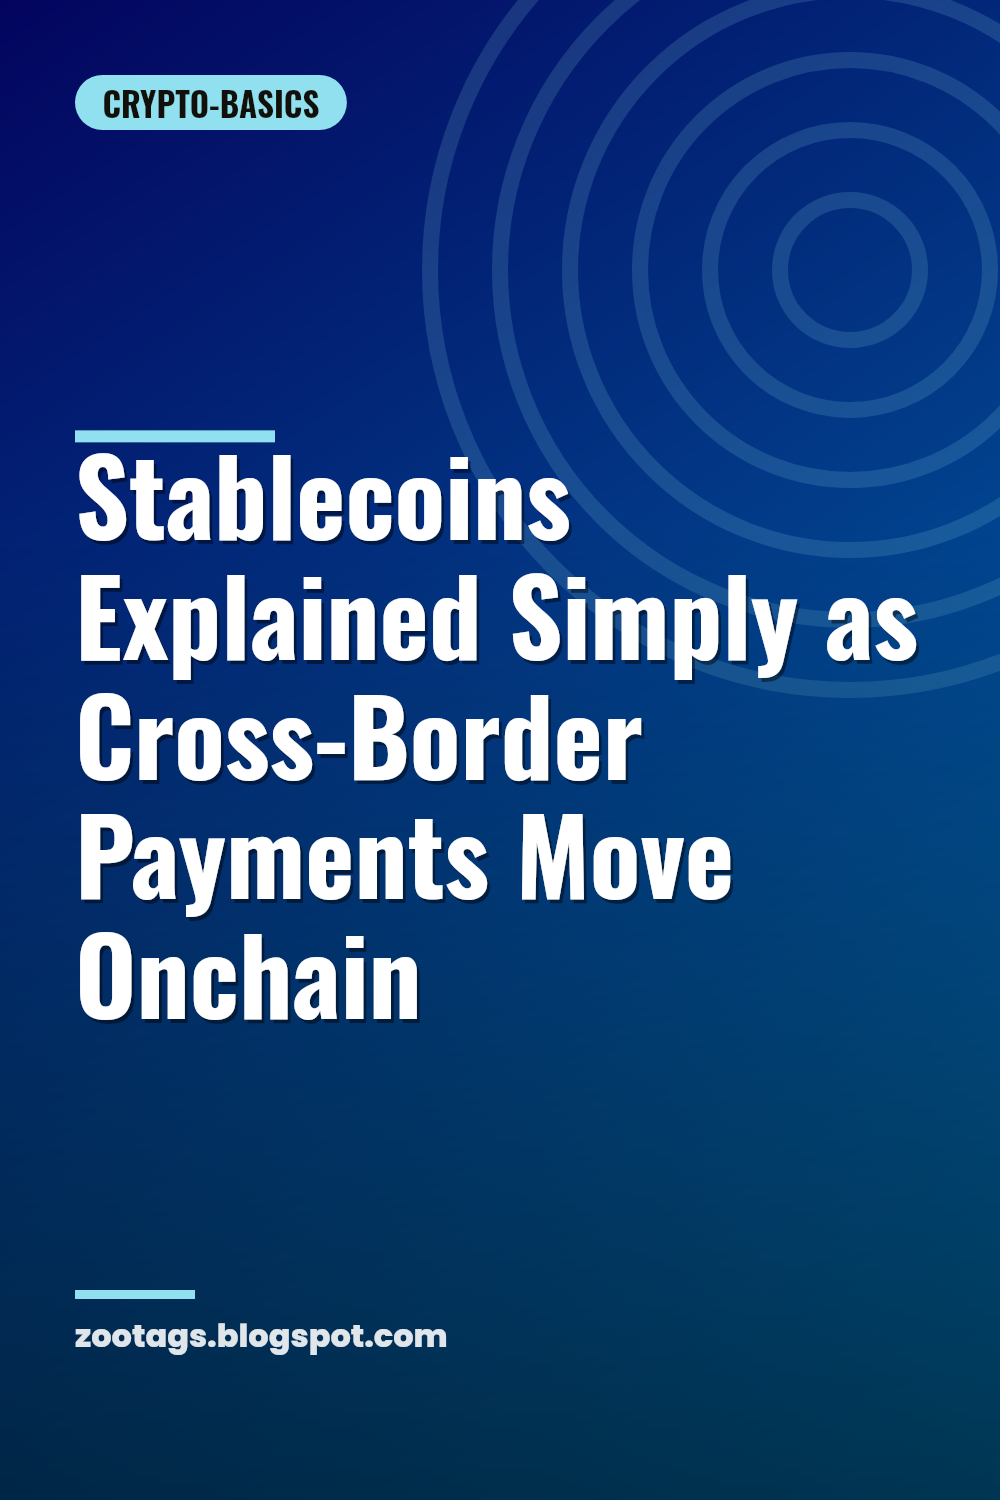 CRYPTO-BASICS
Stablecoins
Explained Simply as
Cross-Border
Payments Move
Onchain
zootags.blogspot.com